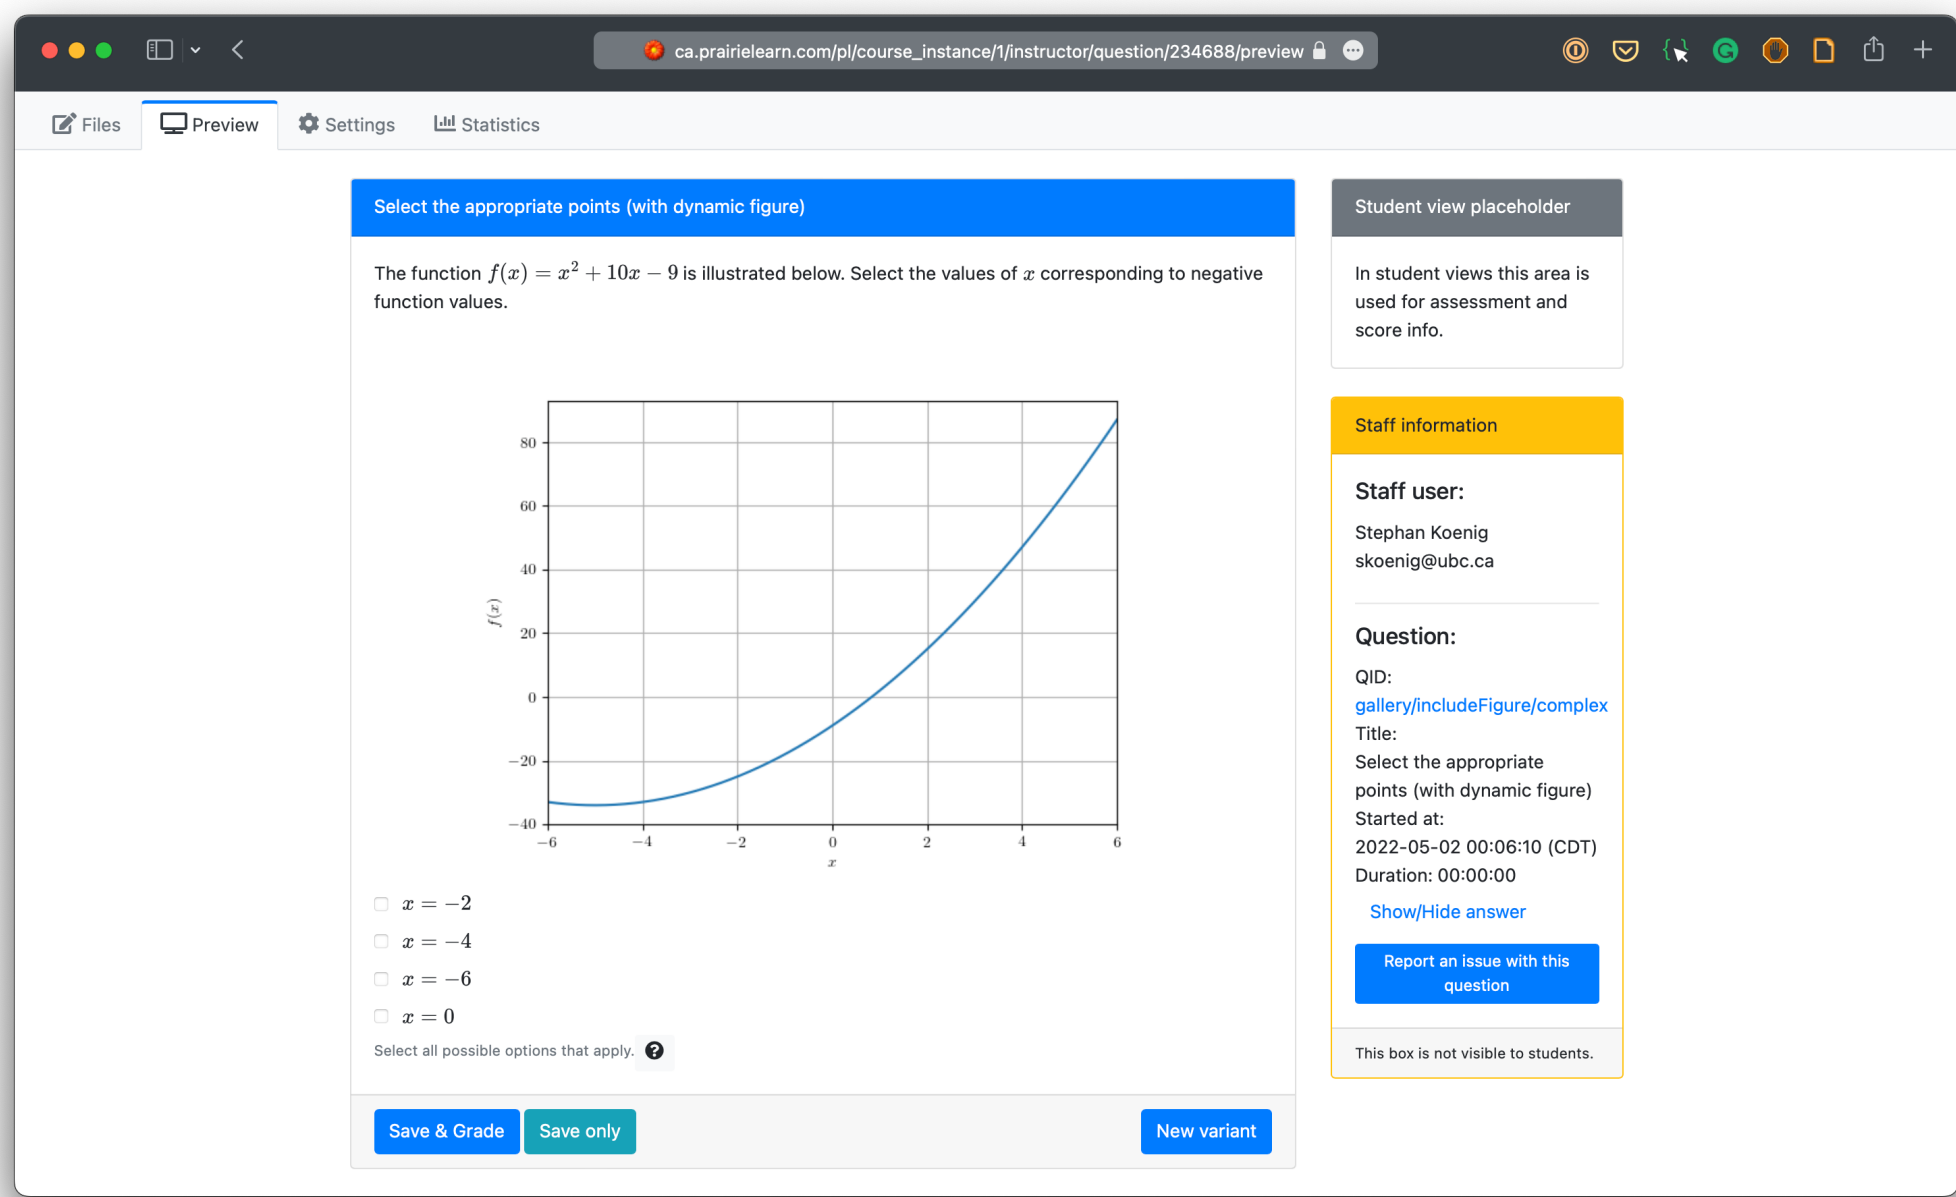 ca.prairielearn.com/pl/course_instance/1/instructor/question/234688/preview
Files
Preview
Settings
Statistics
Select the appropriate points (with dynamic figure)
The function f(x) = x² + 10x − 9 is illustrated below. Select the values of x corresponding to negative
function values.
80
60
40
20
0
−20
−40
f(x)
−6
−4
−2
0
2
4
6
x
x = −2
x = −4
x = −6
x = 0
Select all possible options that apply.
Save & Grade
Save only
New variant
Student view placeholder
In student views this area is
used for assessment and
score info.
Staff information
Staff user:
Stephan Koenig
skoenig@ubc.ca
Question:
QID:
gallery/includeFigure/complex
Title:
Select the appropriate
points (with dynamic figure)
Started at:
2022-05-02 00:06:10 (CDT)
Duration: 00:00:00
Show/Hide answer
Report an issue with this
question
This box is not visible to students.